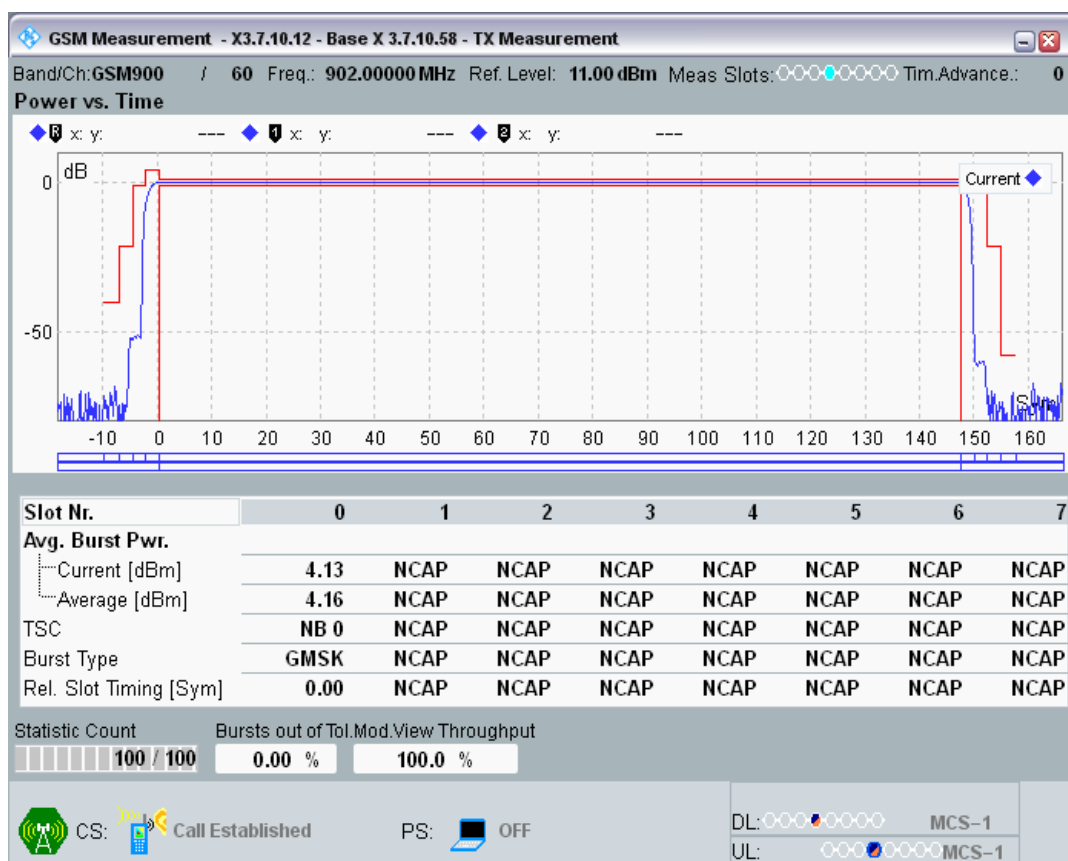 GSM Measurement - X3.7.10.12 - Base X 3.7.10.58 - TX Measurement
Band/Ch:GSM900 / 60 Freq.: 902.00000 MHz Ref. Level: 11.00 dBm Meas Slots: Tim.Advance.: 0
Power vs. Time
R x: y: --- 1 x: y: --- 2 x: y: ---
dB
Current
0
-50
Sym
-10 0 10 20 30 40 50 60 70 80 90 100 110 120 130 140 150 160
Slot Nr. 0 1 2 3 4 5 6 7
Avg. Burst Pwr.
Current [dBm] 4.13 NCAP NCAP NCAP NCAP NCAP NCAP NCAP
Average [dBm] 4.16 NCAP NCAP NCAP NCAP NCAP NCAP NCAP
TSC NB 0 NCAP NCAP NCAP NCAP NCAP NCAP NCAP
Burst Type GMSK NCAP NCAP NCAP NCAP NCAP NCAP NCAP
Rel. Slot Timing [Sym] 0.00 NCAP NCAP NCAP NCAP NCAP NCAP NCAP
Statistic Count Bursts out of Tol. Mod.View Throughput
100 / 100 0.00 % 100.0 %
CS: Call Established PS: OFF
DL: MCS-1
UL: MCS-1